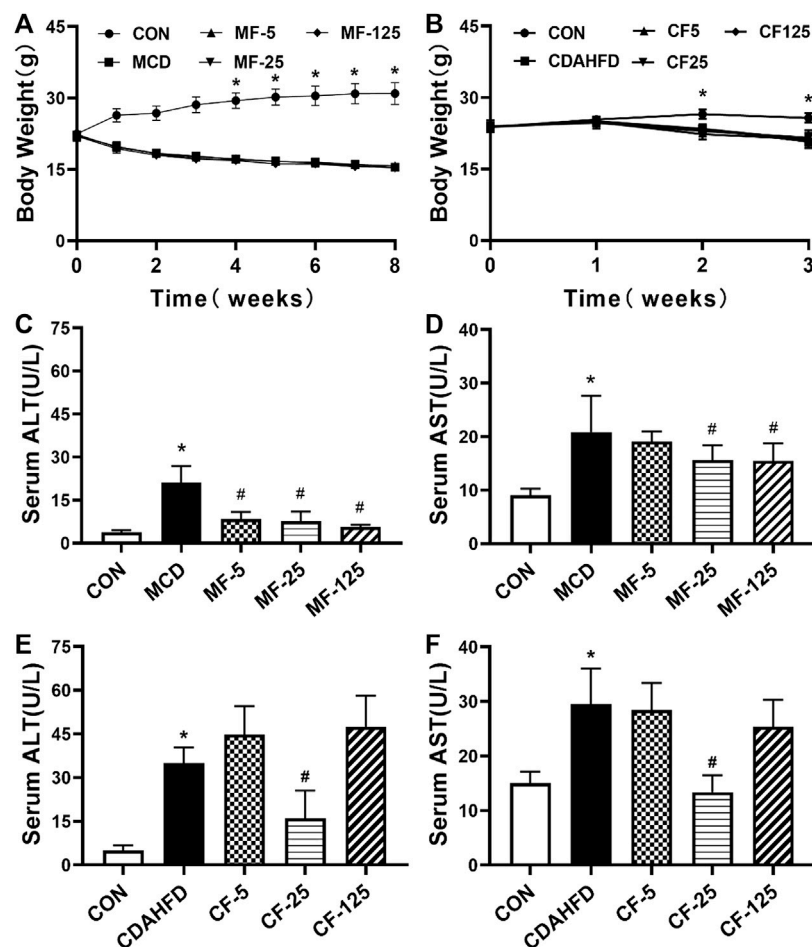 A
CON MF-5 MF-125
MCD MF-25
Body Weight(g)
45
30
15
0
* * * * *
0 2 4 6 8
Time( weeks)
B
CON CF5 CF125
CDAHFD CF25
Body Weight(g)
45
30
15
0
* *
0 1 2 3
Time( weeks)
C
Serum ALT(U/L)
75
60
45
30
15
0
* # # #
CON MCD MF-5 MF-25 MF-125
D
Serum AST(U/L)
40
30
20
10
0
* # #
CON MCD MF-5 MF-25 MF-125
E
Serum ALT(U/L)
75
60
45
30
15
0
* #
CON CDAHFD CF-5 CF-25 CF-125
F
Serum AST(U/L)
40
30
20
10
0
* #
CON CDAHFD CF-5 CF-25 CF-125